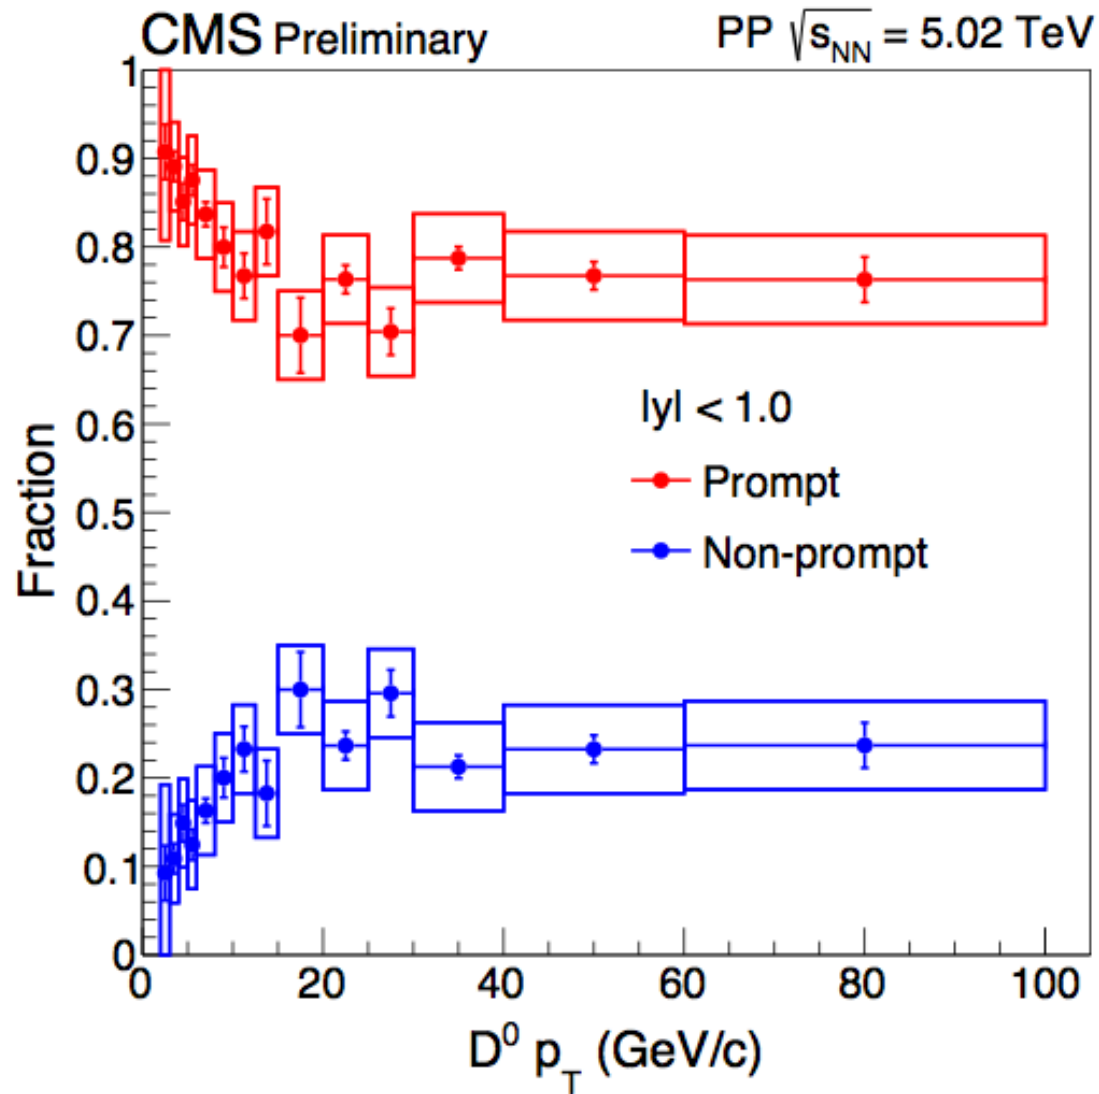 CMS Preliminary
PP √s_NN = 5.02 TeV
1
0.9
0.8
0.7
0.6
0.5
0.4
0.3
0.2
0.1
0
Fraction
|y| < 1.0
Prompt
Non-prompt
0 20 40 60 80 100
D⁰ p_T (GeV/c)